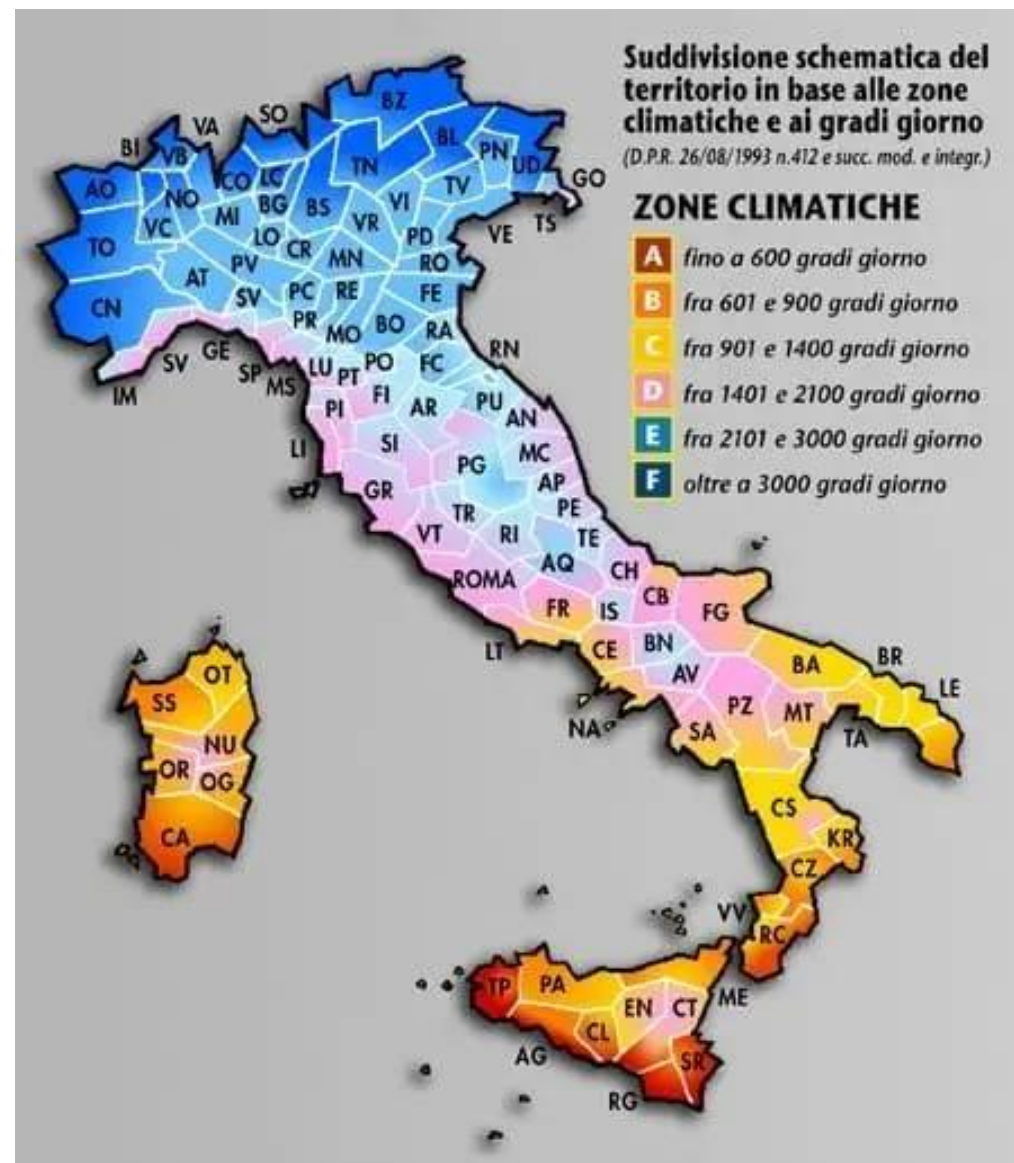 Suddivisione schematica del
territorio in base alle zone
climatiche e ai gradi giorno
(D.P.R. 26/08/1993 n.412 e succ. mod. e integr.)
ZONE CLIMATICHE
A fino a 600 gradi giorno
B fra 601 e 900 gradi giorno
C fra 901 e 1400 gradi giorno
D fra 1401 e 2100 gradi giorno
E fra 2101 e 3000 gradi giorno
F oltre a 3000 gradi giorno
BZ
SO
VA
BI
VB
BL
PN
UD
TN
GO
AO
NO
CO
LC
BG
BS
VI
TV
TS
VC
MI
VR
PD
VE
TO
LO
CR
MN
RO
PV
AT
SV
PC
RE
FE
CN
PR
MO
BO
RA
RN
IM
SV
GE
SP
MS
LU
PT
PO
FC
FI
PI
AR
PU
AN
LI
SI
PG
MC
GR
AP
TR
PE
VT
RI
TE
AQ
CH
ROMA
FR
IS
CB
FG
LT
CE
BN
AV
BA
BR
LE
NA
SA
PZ
MT
TA
OT
SS
NU
OR
OG
CA
CS
KR
CZ
VV
RC
TP
PA
ME
EN
CT
CL
AG
SR
RG